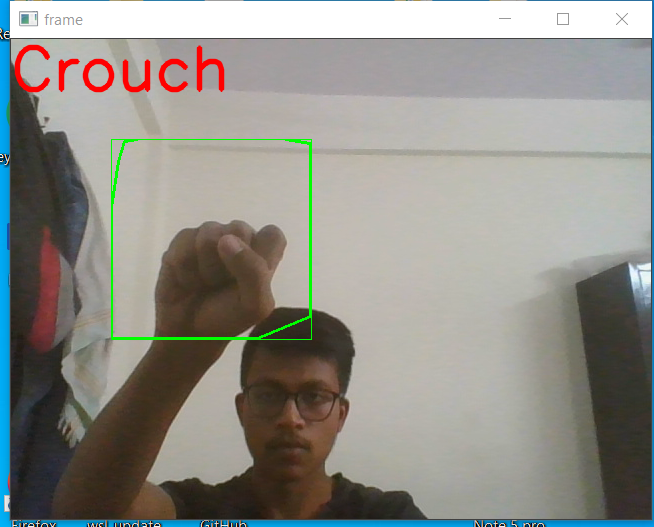 frame
Crouch
Firefox
wsl update
GitHub
Note 5 pro